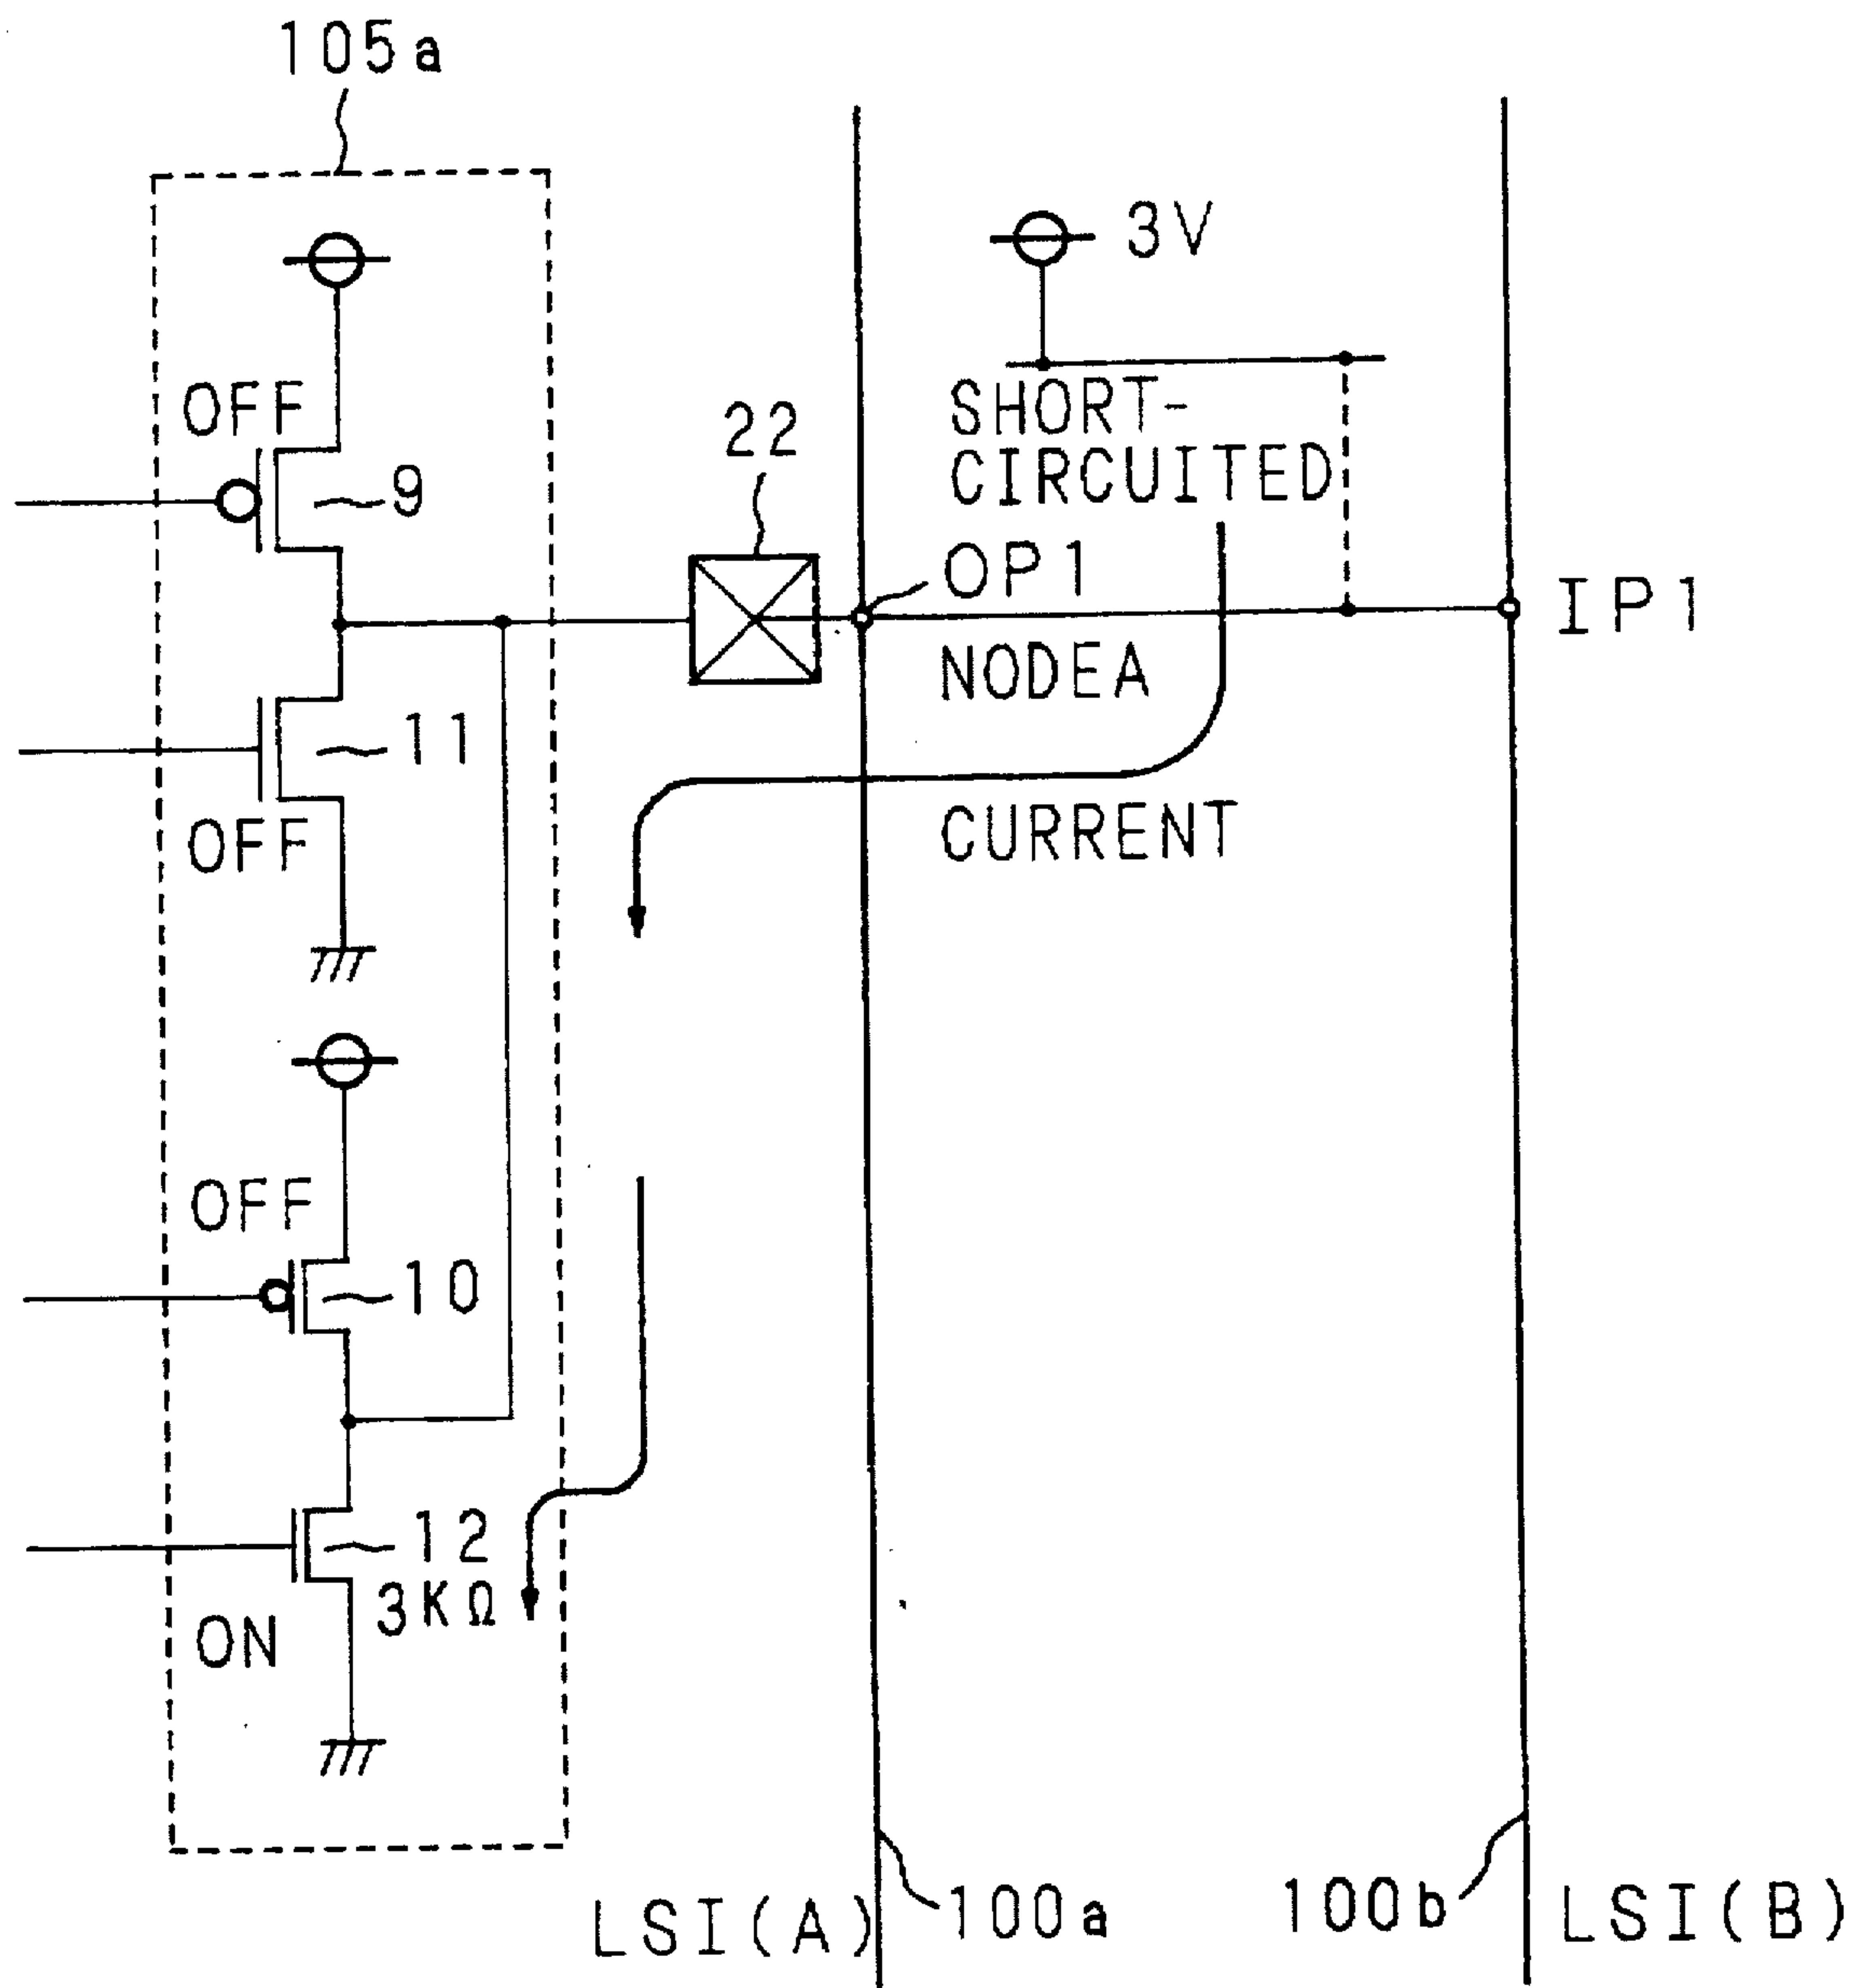 105a
3V
OFF
SHORT-
CIRCUITED
22
9
OP1
IP1
NODEA
11
OFF
CURRENT
OFF
10
12
3KΩ
ON
LSI(A)
100a
100b
LSI(B)